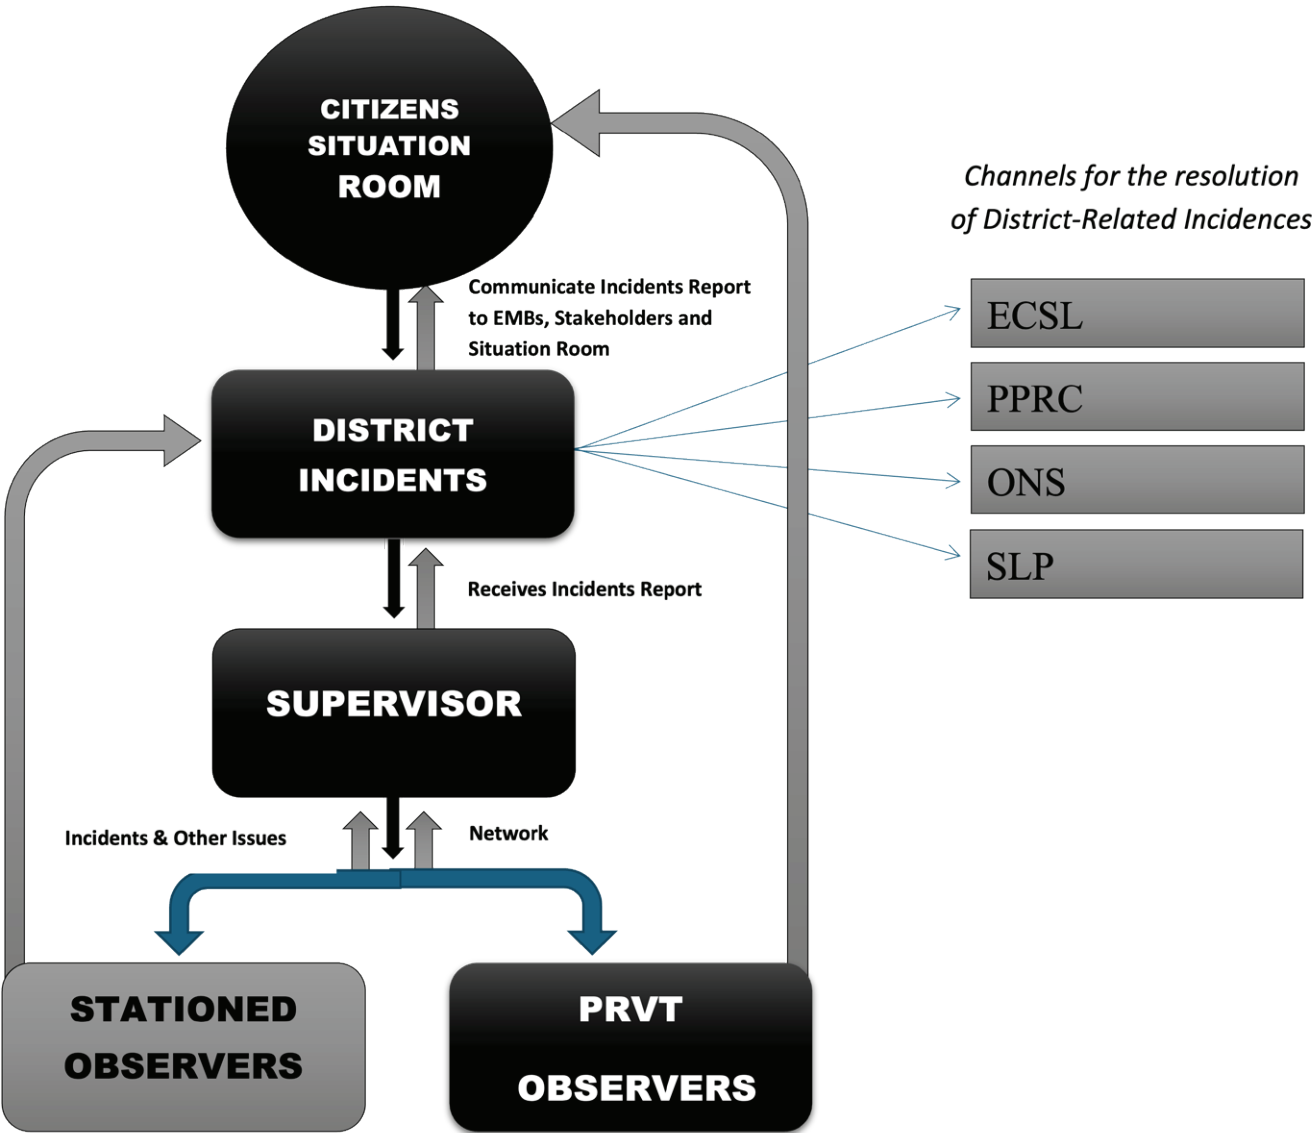 CITIZENS
SITUATION
ROOM
Channels for the resolution
of District-Related Incidences
Communicate Incidents Report
to EMBs, Stakeholders and
Situation Room
ECSL
PPRC
ONS
SLP
DISTRICT
INCIDENTS
Receives Incidents Report
SUPERVISOR
Incidents & Other Issues
Network
STATIONED
OBSERVERS
PRVT
OBSERVERS